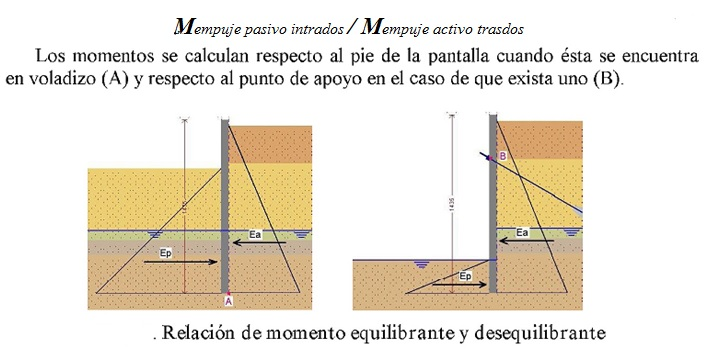 Mempuje pasivo intrados / Mempuje activo trasdos
Los momentos se calculan respecto al pie de la pantalla cuando ésta se encuentra
en voladizo (A) y respecto al punto de apoyo en el caso de que exista uno (B).
Ea
Ep
A
B
1435
Ea
Ep
. Relación de momento equilibrante y desequilibrante